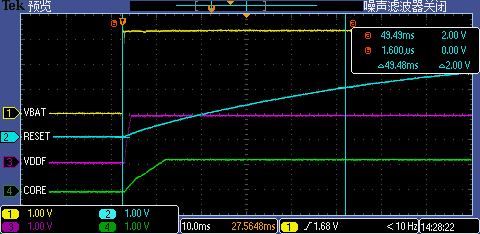 Tek 预览 噪声滤波器关闭
a 49.49ms 2.00 V
b 1.600μs 0.00 V
△49.48ms △2.00 V
1 VBAT
2 RESET
3 VDDF
4 CORE
1 1.00 V 2 1.00 V
3 1.00 V 4 1.00 V
10.0ms 27.5648ms 1 1.68 V < 10 Hz 14:28:22